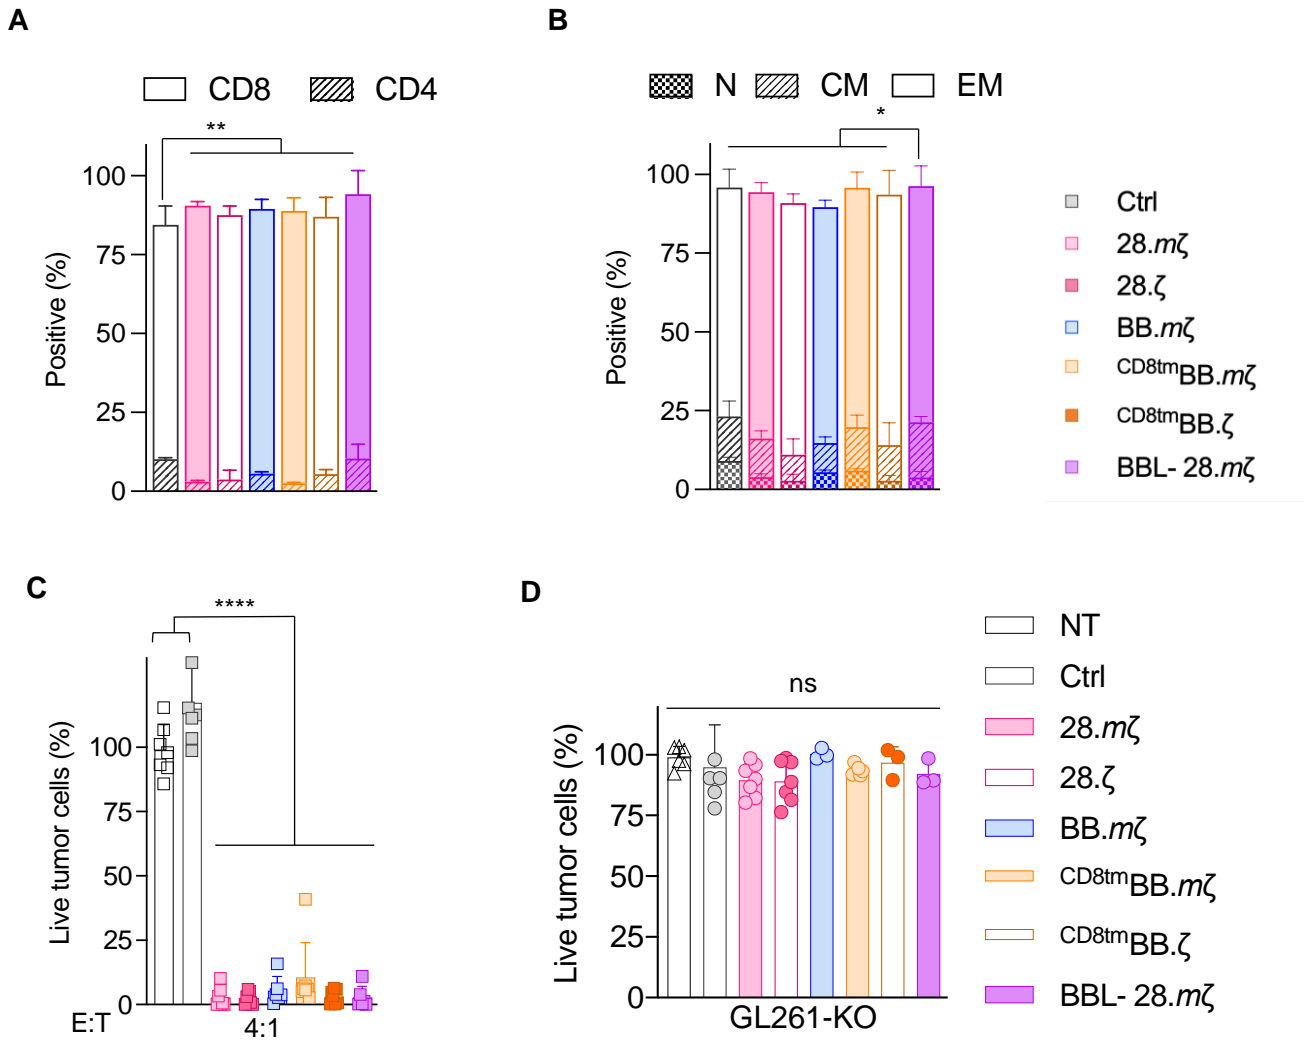 A
CD8 CD4
**
100
75
50
25
0
Positive (%)
B
N CM EM
*
100
75
50
25
0
Positive (%)
Ctrl
28.mζ
28.ζ
BB.mζ
CD8tmBB.mζ
CD8tmBB.ζ
BBL- 28.mζ
C
****
100
75
50
25
0
Live tumor cells (%)
E:T 4:1
D
ns
100
75
50
25
0
Live tumor cells (%)
GL261-KO
NT
Ctrl
28.mζ
28.ζ
BB.mζ
CD8tmBB.mζ
CD8tmBB.ζ
BBL- 28.mζ